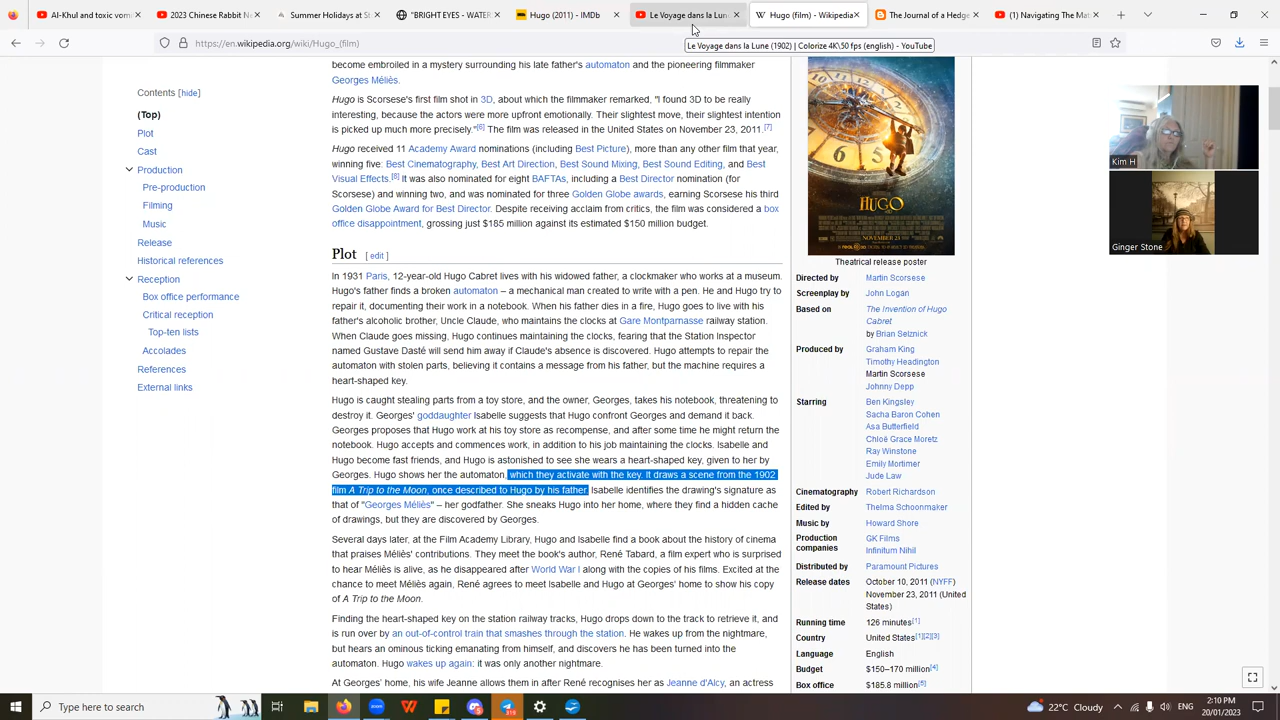 Al-Khul amoxicil
2023 Chinese Rabbit Ne
Summer Holidays at St
"BRIGHT EYES - WATER
Hugo (2011) - IMDb
Le Voyage dans la Lune
Hugo (film) - Wikipedia
The Journal of a Hedge
(1) Navigating The Ma
https://en.wikipedia.org/wiki/Hugo_(film)
Le Voyage dans la Lune (1902) | Colorize 4K\50 fps (english) - YouTube
Contents [hide]
(Top)
Plot
Cast
Production
Pre-production
Filming
Music
Release
Historical references
Reception
Box office performance
Critical reception
Top-ten lists
Accolades
References
External links
become embroiled in a mystery surrounding his late father's automaton and the pioneering filmmaker
Georges Méliès.
Hugo is Scorsese's first film shot in 3D, about which the filmmaker remarked, "I found 3D to be really
interesting, because the actors were more upfront emotionally. Their slightest move, their slightest intention
is picked up much more precisely."[6] The film was released in the United States on November 23, 2011.[7]
Hugo received 11 Academy Award nominations (including Best Picture), more than any other film that year,
winning five: Best Cinematography, Best Art Direction, Best Sound Mixing, Best Sound Editing, and Best
Visual Effects.[8] It was also nominated for eight BAFTAs, including a Best Director nomination (for
Scorsese) and winning two, and was nominated for three Golden Globe awards, earning Scorsese his third
Golden Globe Award for Best Director. Despite receiving acclaim from critics, the film was considered a box
office disappointment, grossing just $185 million against its estimated $150 million budget.
Plot [ edit ]
In 1931 Paris, 12-year-old Hugo Cabret lives with his widowed father, a clockmaker who works at a museum.
Hugo's father finds a broken automaton – a mechanical man created to write with a pen. He and Hugo try to
repair it, documenting their work in a notebook. When his father dies in a fire, Hugo goes to live with his
father's alcoholic brother, Uncle Claude, who maintains the clocks at Gare Montparnasse railway station.
When Claude goes missing, Hugo continues maintaining the clocks, fearing that the Station Inspector
named Gustave Dasté will send him away if Claude's absence is discovered. Hugo attempts to repair the
automaton with stolen parts, believing it contains a message from his father, but the machine requires a
heart-shaped key.
Hugo is caught stealing parts from a toy store, and the owner, Georges, takes his notebook, threatening to
destroy it. Georges' goddaughter Isabelle suggests that Hugo confront Georges and demand it back.
Georges proposes that Hugo work at his toy store as recompense, and after some time he might return the
notebook. Hugo accepts and commences work, in addition to his job maintaining the clocks. Isabelle and
Hugo become fast friends, and Hugo is astonished to see she wears a heart-shaped key, given to her by
Georges. Hugo shows her the automaton, which they activate with the key. It draws a scene from the 1902
film A Trip to the Moon, once described to Hugo by his father. Isabelle identifies the drawing's signature as
that of "Georges Méliès" – her godfather. She sneaks Hugo into her home, where they find a hidden cache
of drawings, but they are discovered by Georges.
Several days later, at the Film Academy Library, Hugo and Isabelle find a book about the history of cinema
that praises Méliès' contributions. They meet the book's author, René Tabard, a film expert who is surprised
to hear Méliès is alive, as he disappeared after World War I along with the copies of his films. Excited at the
chance to meet Méliès again, René agrees to meet Isabelle and Hugo at Georges' home to show his copy
of A Trip to the Moon.
Finding the heart-shaped key on the station railway tracks, Hugo drops down to the track to retrieve it, and
is run over by an out-of-control train that smashes through the station. He wakes up from the nightmare,
but hears an ominous ticking emanating from himself, and discovers he has been turned into the
automaton. Hugo wakes up again: it was only another nightmare.
At Georges' home, his wife Jeanne allows them in after René recognises her as Jeanne d'Alcy, an actress
HUGO
NOVEMBER 23
Theatrical release poster
Directed by Martin Scorsese
Screenplay by John Logan
Based on The Invention of Hugo
Cabret
by Brian Selznick
Produced by Graham King
Timothy Headington
Martin Scorsese
Johnny Depp
Starring Ben Kingsley
Sacha Baron Cohen
Asa Butterfield
Chloë Grace Moretz
Ray Winstone
Emily Mortimer
Jude Law
Cinematography Robert Richardson
Edited by Thelma Schoonmaker
Music by Howard Shore
Production companies GK Films
Infinitum Nihil
Distributed by Paramount Pictures
Release dates October 10, 2011 (NYFF)
November 23, 2011 (United
States)
Running time 126 minutes[1]
Country United States[1][2][3]
Language English
Budget $150–170 million[4]
Box office $185.8 million[5]
Kim H
Ginger Stone
Type here to search
22°C Cloudy
2:10 PM
20/01/2023